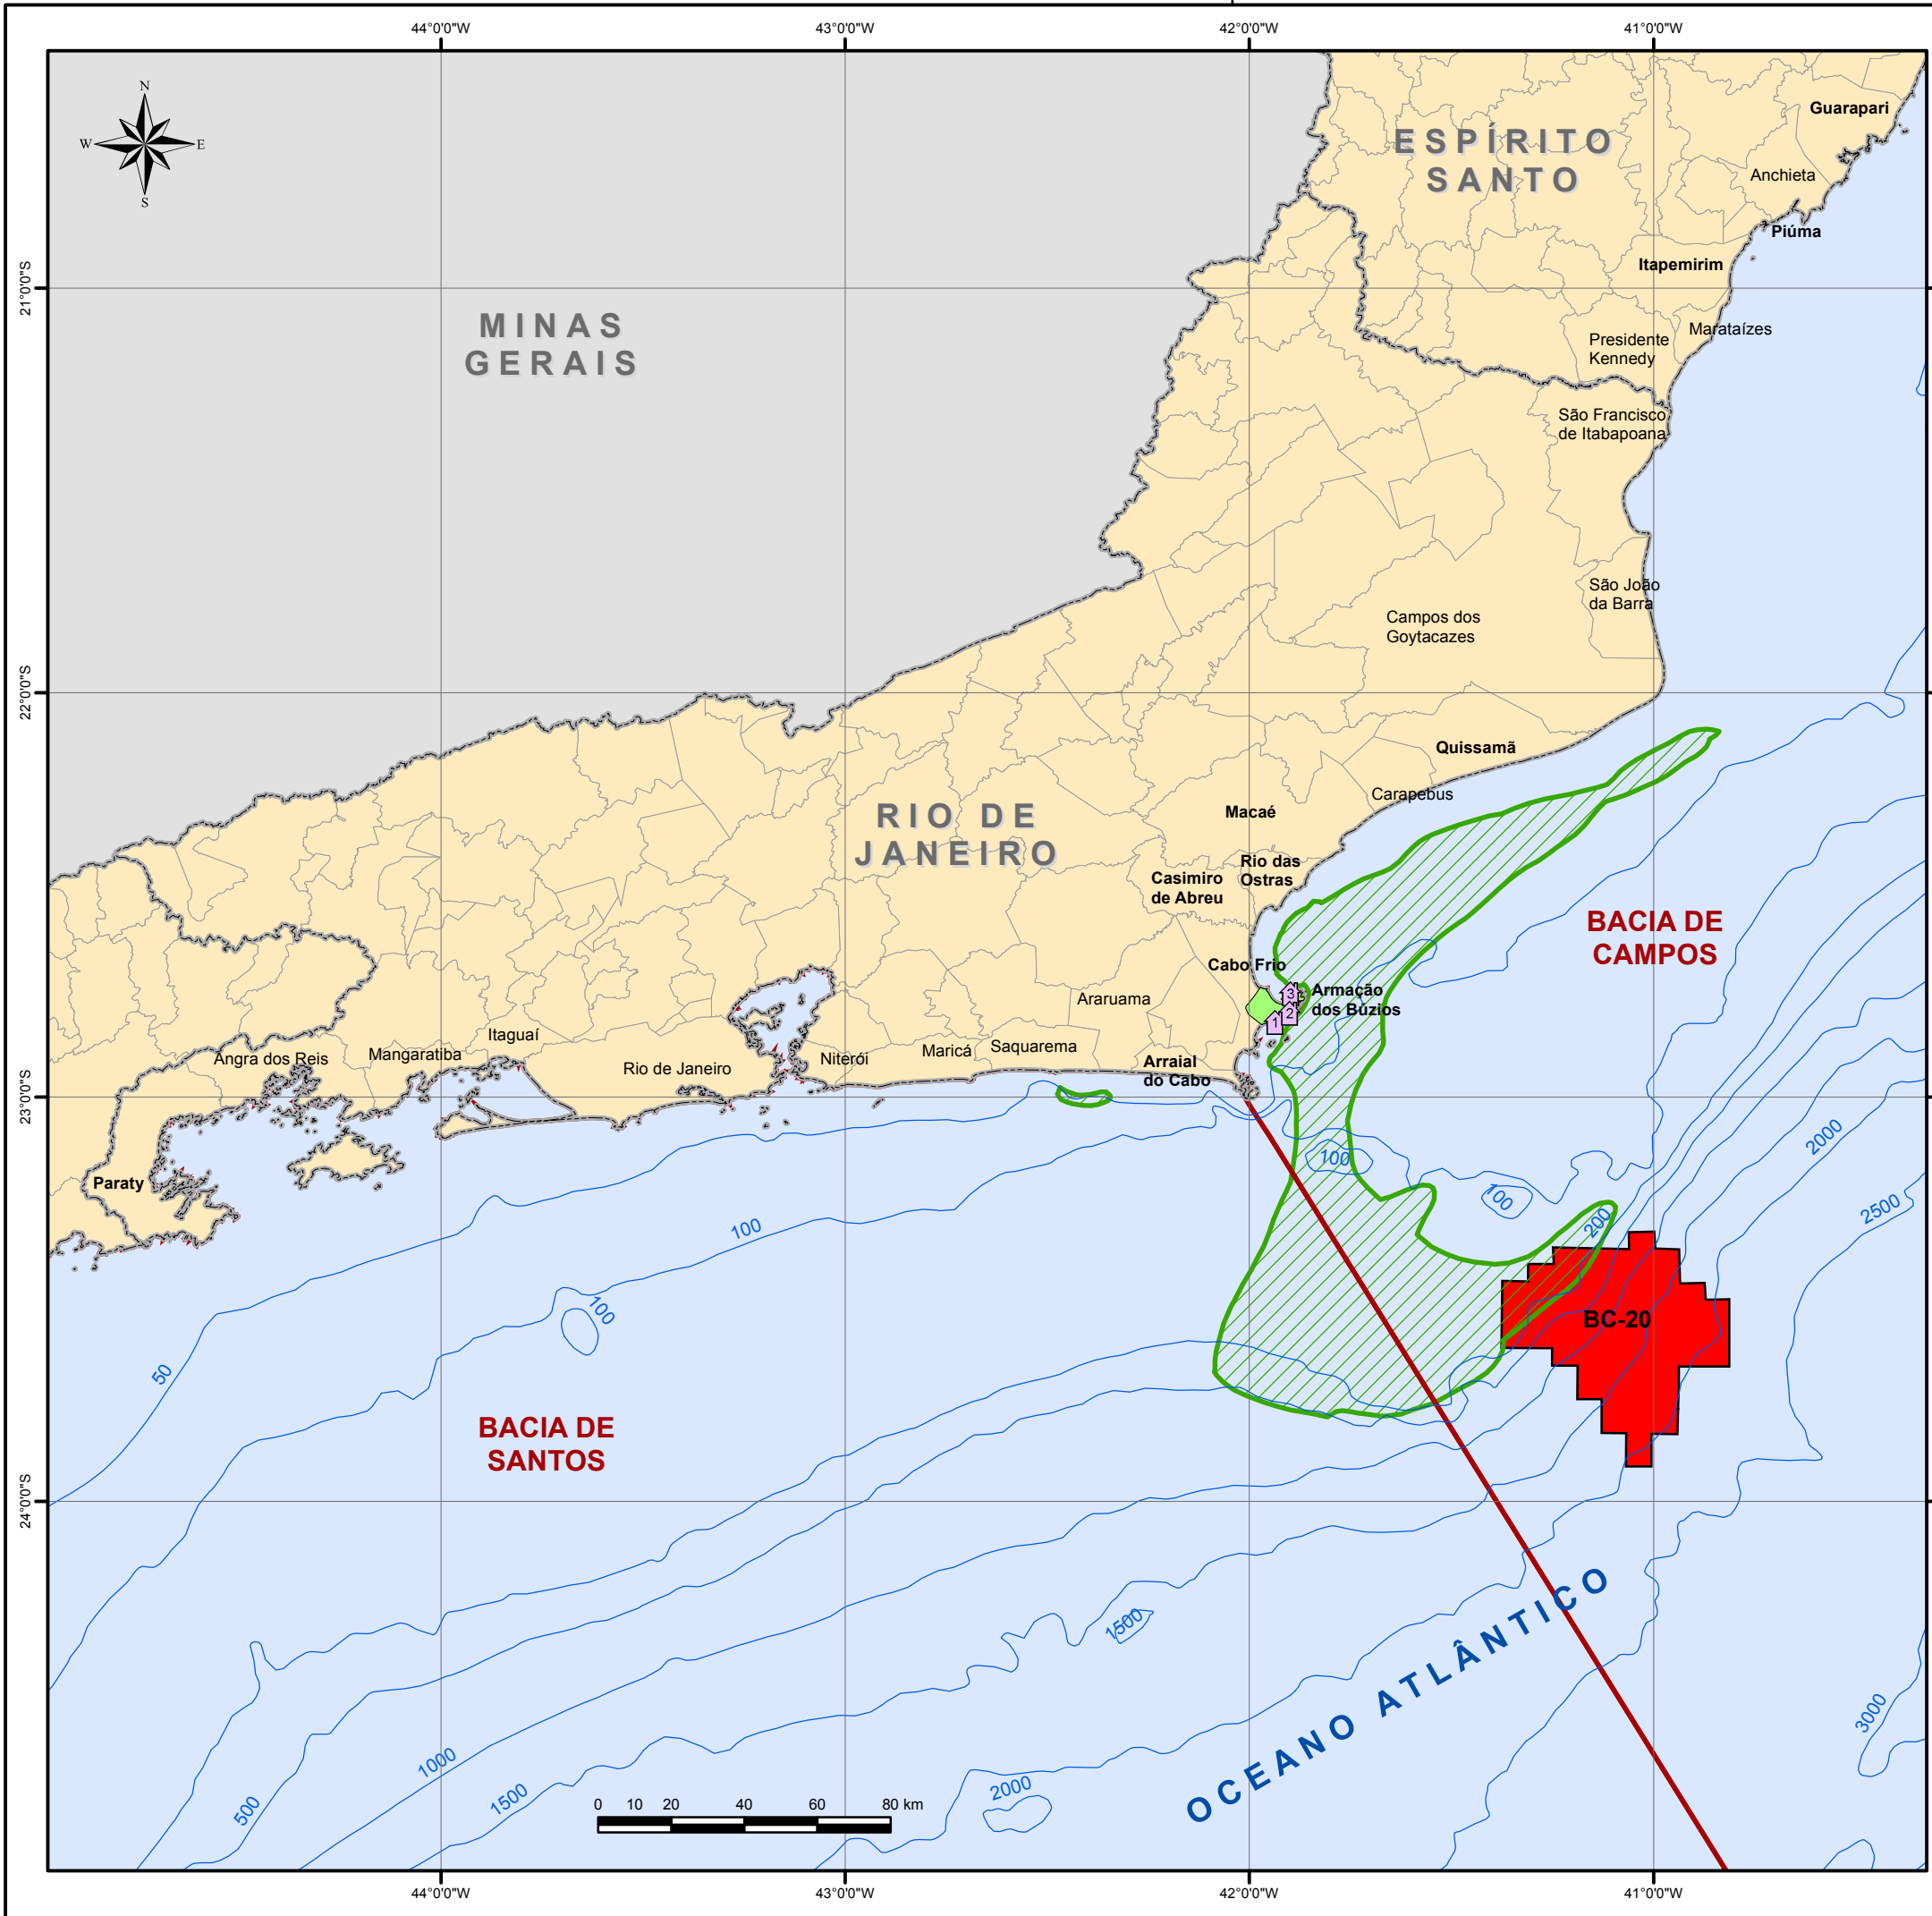 44°0'0"W
43°0'0"W
42°0'0"W
41°0'0"W
N
W
E
S
Guarapari
ESPÍRITO
SANTO
Anchieta
Piúma
Itapemirim
21°0'0"S
MINAS
GERAIS
Marataízes
Presidente
Kennedy
São Francisco
de Itabapoana
São João
da Barra
Campos dos
Goytacazes
22°0'0"S
Quissamã
Carapebus
Macaé
RIO DE
JANEIRO
Rio das
Ostras
Casimiro
de Abreu
BACIA DE
CAMPOS
Cabo Frio
Armação
dos Búzios
3
2
1
Araruama
Itaguaí
Mangaratiba
Angra dos Reis
Rio de Janeiro
Niterói
Maricá
Saquarema
Arraial
do Cabo
23°0'0"S
Paraty
100
100
200
2000
2500
100
100
50
BC-20
BACIA DE
SANTOS
24°0'0"S
OCEANO ATLÂNTICO
1500
3000
1000
1500
500
2000
0 10 20 40 60 80 km
44°0'0"W
43°0'0"W
42°0'0"W
41°0'0"W